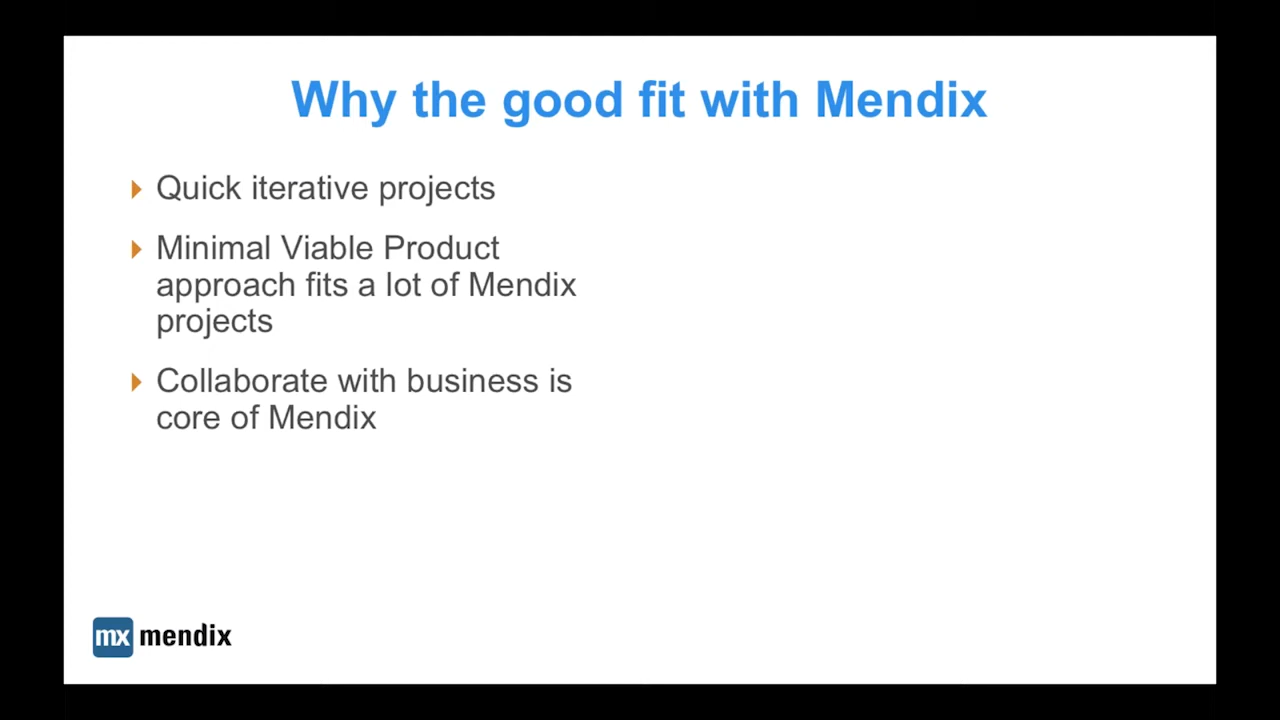 Why the good fit with Mendix
Quick iterative projects
Minimal Viable Product
approach fits a lot of Mendix
projects
Collaborate with business is
core of Mendix
mx mendix